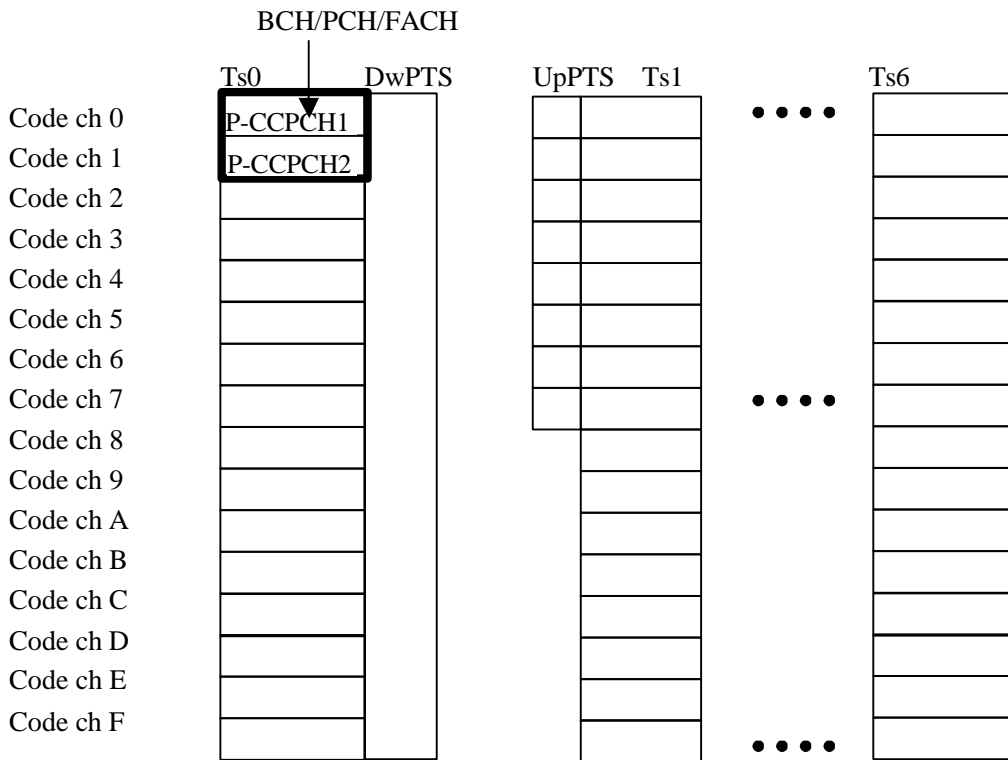 BCH/PCH/FACH
Ts0 DwPTS UpPTS Ts1 Ts6
Code ch 0 P-CCPCH1
Code ch 1 P-CCPCH2
Code ch 2
Code ch 3
Code ch 4
Code ch 5
Code ch 6
Code ch 7
Code ch 8
Code ch 9
Code ch A
Code ch B
Code ch C
Code ch D
Code ch E
Code ch F